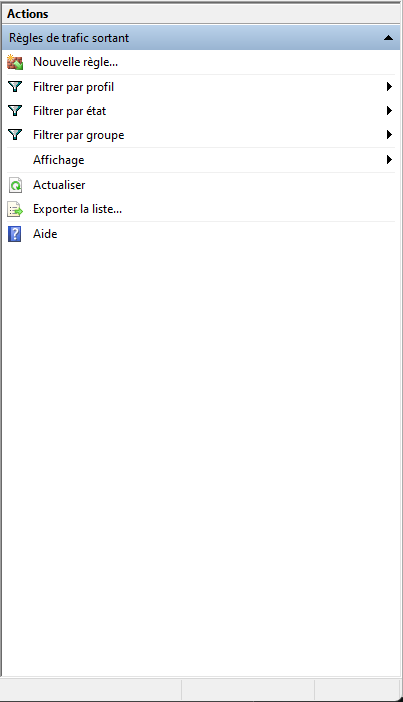 Actions
Règles de trafic sortant
Nouvelle règle...
Filtrer par profil
Filtrer par état
Filtrer par groupe
Affichage
Actualiser
Exporter la liste...
Aide